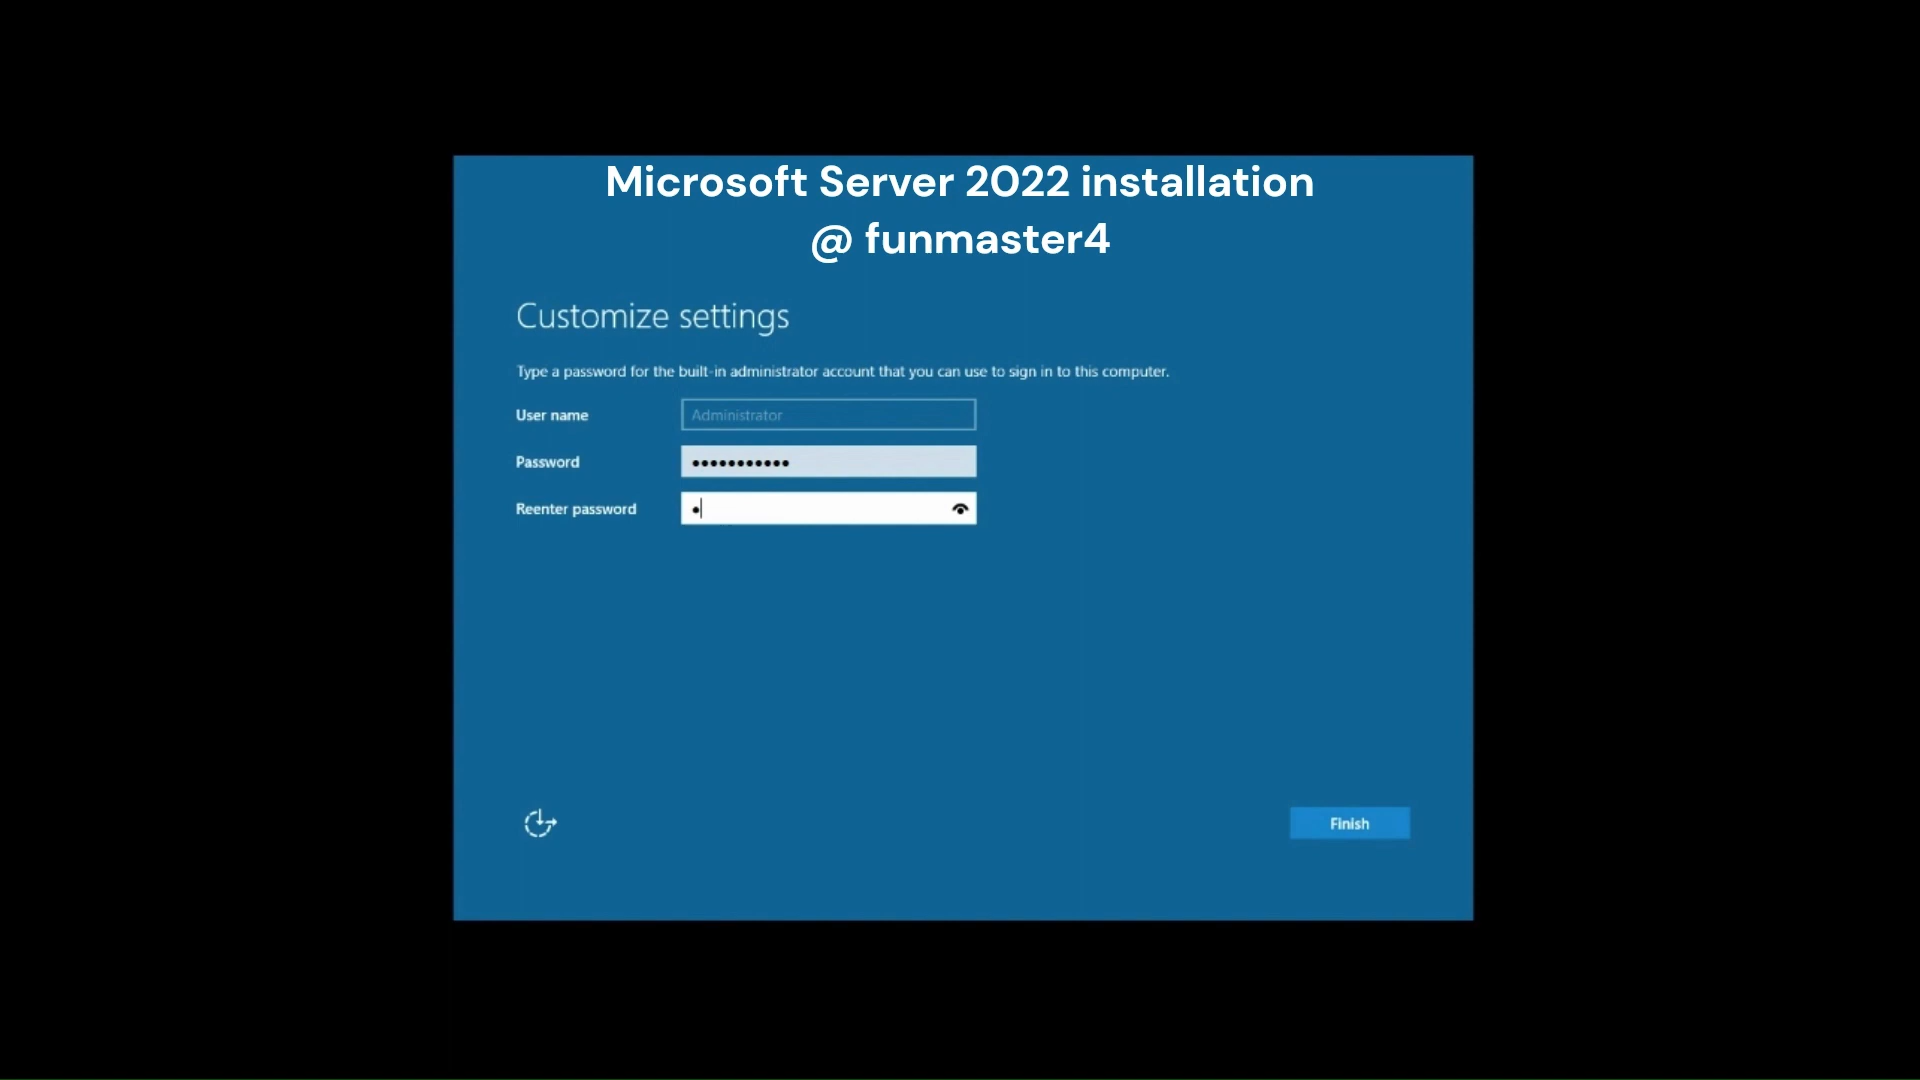 Microsoft Server 2022 installation
@ funmaster4
Customize settings
Type a password for the built-in administrator account that you can use to sign in to this computer.
User name
Administrator
Password
●●●●●●●●●●●
Reenter password
●
Finish